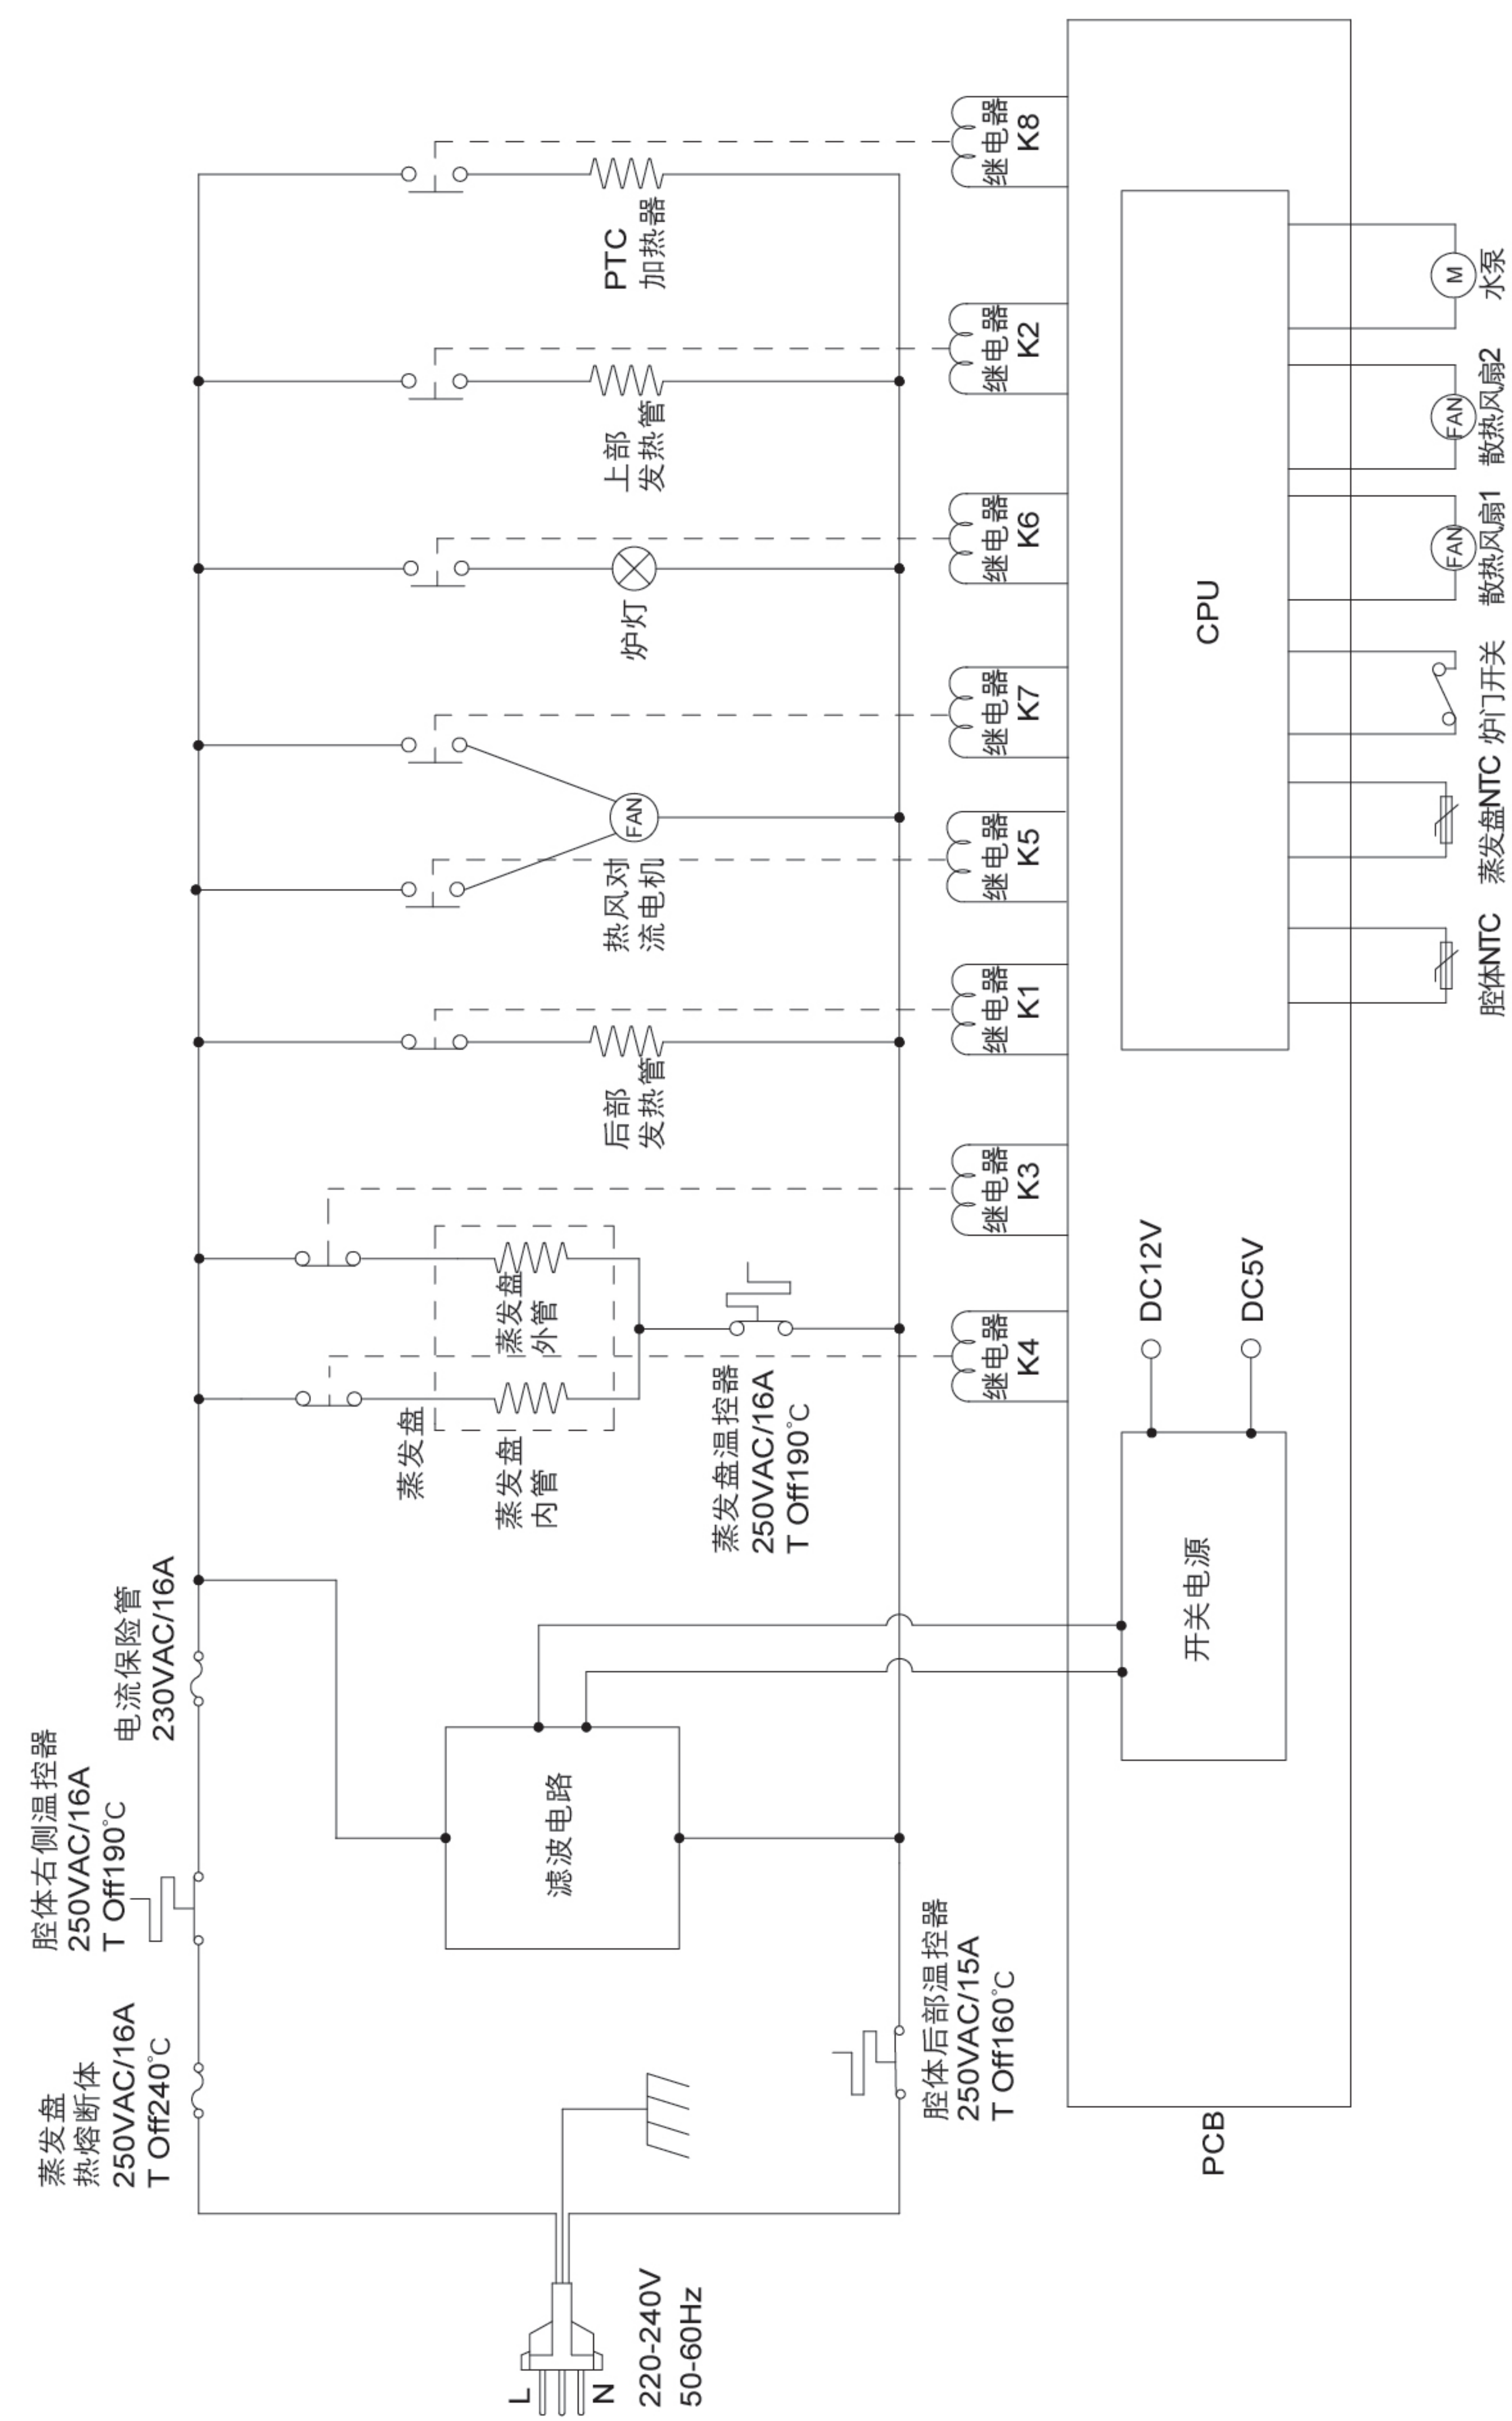 蒸发盘
热熔断体
250VAC/16A
T Off240℃
腔体右侧温控器
250VAC/16A
T Off190℃
电流保险管
230VAC/16A
L
N
220-240V
50-60Hz
滤波电路
腔体后部温控器
250VAC/15A
T Off160℃
蒸发盘
蒸发盘
内管
蒸发盘
外管
蒸发盘温控器
250VAC/16A
T Off190℃
后部
发热管
热风对
流电机
FAN
炉灯
上部
发热管
PTC
加热器
继电器
K4
继电器
K3
继电器
K1
继电器
K5
继电器
K7
继电器
K6
继电器
K2
继电器
K8
PCB
开关电源
DC12V
DC5V
CPU
腔体NTC
蒸发盘NTC
炉门开关
FAN
散热风扇1
FAN
散热风扇2
M
水泵